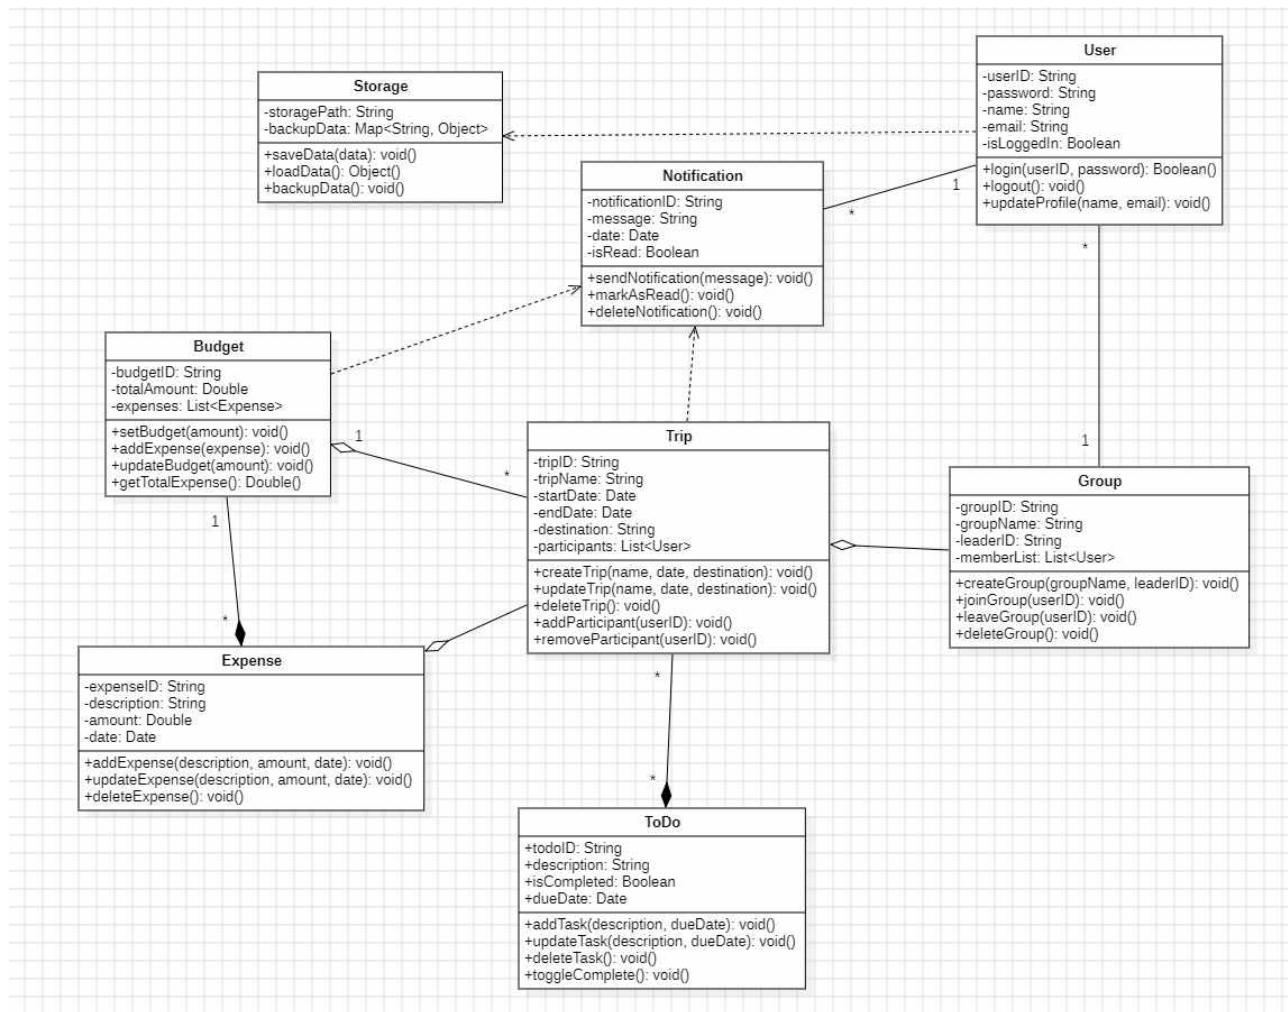 Storage
-storagePath: String
-backupData: Map<String, Object>
+saveData(data): void()
+loadData(): Object()
+backupData(): void()
User
-userID: String
-password: String
-name: String
-email: String
-isLoggedIn: Boolean
+login(userID, password): Boolean()
+logout(): void()
+updateProfile(name, email): void()
1
*
*
1
Notification
-notificationID: String
-message: String
-date: Date
-isRead: Boolean
+sendNotification(message): void()
+markAsRead(): void()
+deleteNotification(): void()
Budget
-budgetID: String
-totalAmount: Double
-expenses: List<Expense>
+setBudget(amount): void()
+addExpense(expense): void()
+updateBudget(amount): void()
+getTotalExpense(): Double()
1
*
1
*
Trip
-tripID: String
-tripName: String
-startDate: Date
-endDate: Date
-destination: String
-participants: List<User>
+createTrip(name, date, destination): void()
+updateTrip(name, date, destination): void()
+deleteTrip(): void()
+addParticipant(userID): void()
+removeParticipant(userID): void()
Group
-groupID: String
-groupName: String
-leaderID: String
-memberList: List<User>
+createGroup(groupName, leaderID): void()
+joinGroup(userID): void()
+leaveGroup(userID): void()
+deleteGroup(): void()
Expense
-expenseID: String
-description: String
-amount: Double
-date: Date
+addExpense(description, amount, date): void()
+updateExpense(description, amount, date): void()
+deleteExpense(): void()
*
*
ToDo
+todoID: String
+description: String
+isCompleted: Boolean
+dueDate: Date
+addTask(description, dueDate): void()
+updateTask(description, dueDate): void()
+deleteTask(): void()
+toggleComplete(): void()